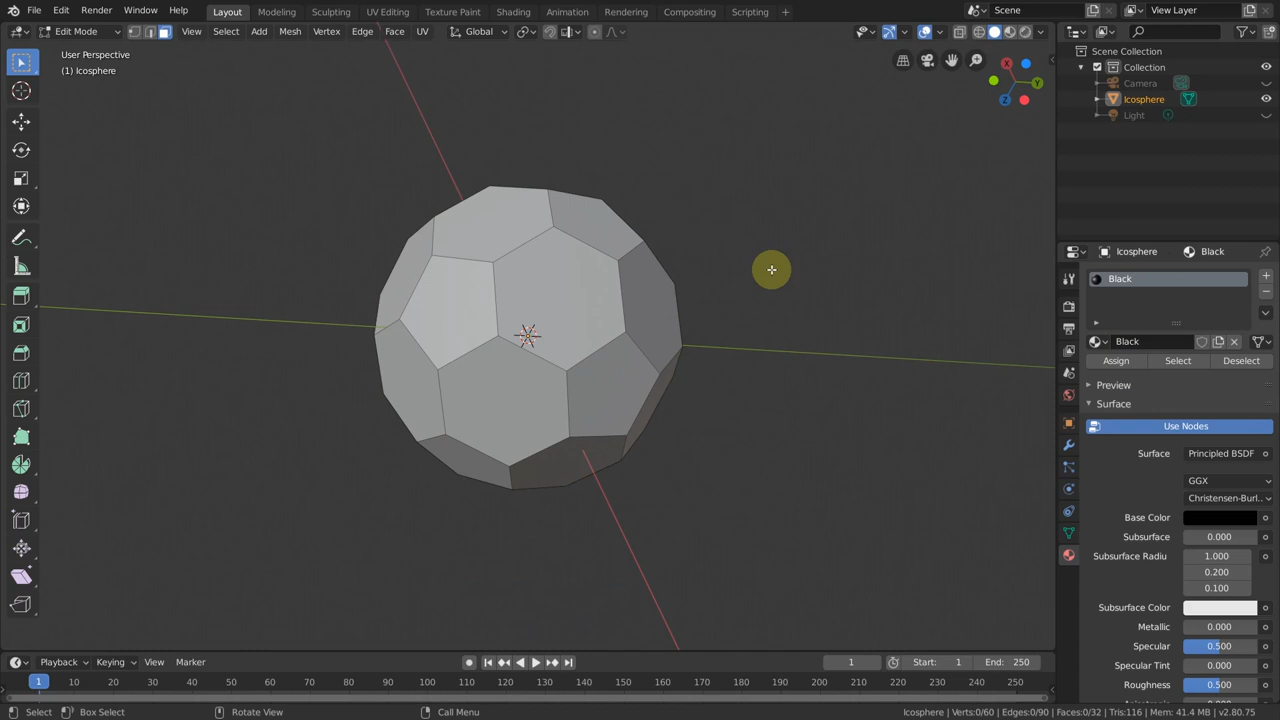 File Edit Render Window Help Layout Modeling Sculpting UV Editing Texture Paint Shading Animation Rendering Compositing Scripting + Scene View Layer
Edit Mode View Select Add Mesh Vertex Edge Face UV Global
User Perspective
(1) Icosphere
X
Y
Z
Scene Collection
Collection
Camera
Icosphere
Light
Icosphere Black
Black
Black
Assign Select Deselect
Preview
Surface
Use Nodes
Surface Principled BSDF
GGX
Christensen-Burl..
Base Color
Subsurface 0.000
Subsurface Radiu 1.000
0.200
0.100
Subsurface Color
Metallic 0.000
Specular 0.500
Specular Tint 0.000
Roughness 0.500
Playback Keying View Marker 1 Start: 1 End: 250
1 10 20 30 40 50 60 70 80 90 100 110 120 130 140 150 160 170 180 190 200 210 220 230 240 250
Select Box Select Rotate View Call Menu Icosphere | Verts:0/60 | Edges:0/90 | Faces:0/32 | Tris:116 | Mem: 41.4 MB | v2.80.75